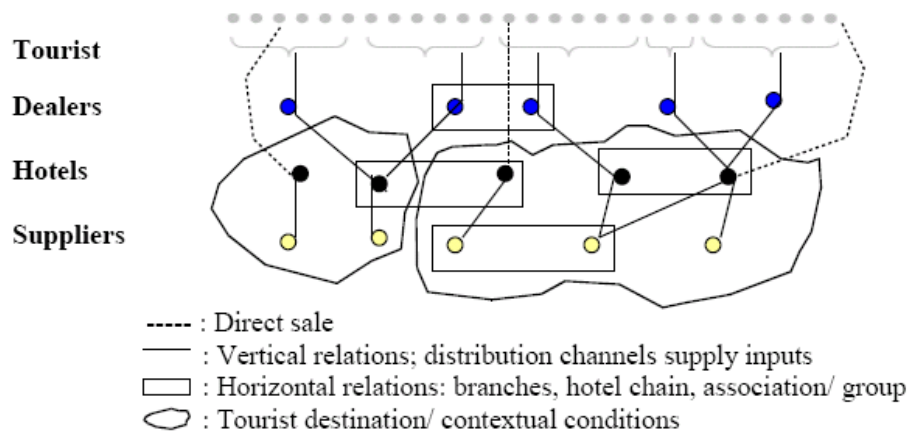 Tourist
Dealers
Hotels
Suppliers
: Direct sale
: Vertical relations; distribution channels supply inputs
: Horizontal relations: branches, hotel chain, association/ group
: Tourist destination/ contextual conditions